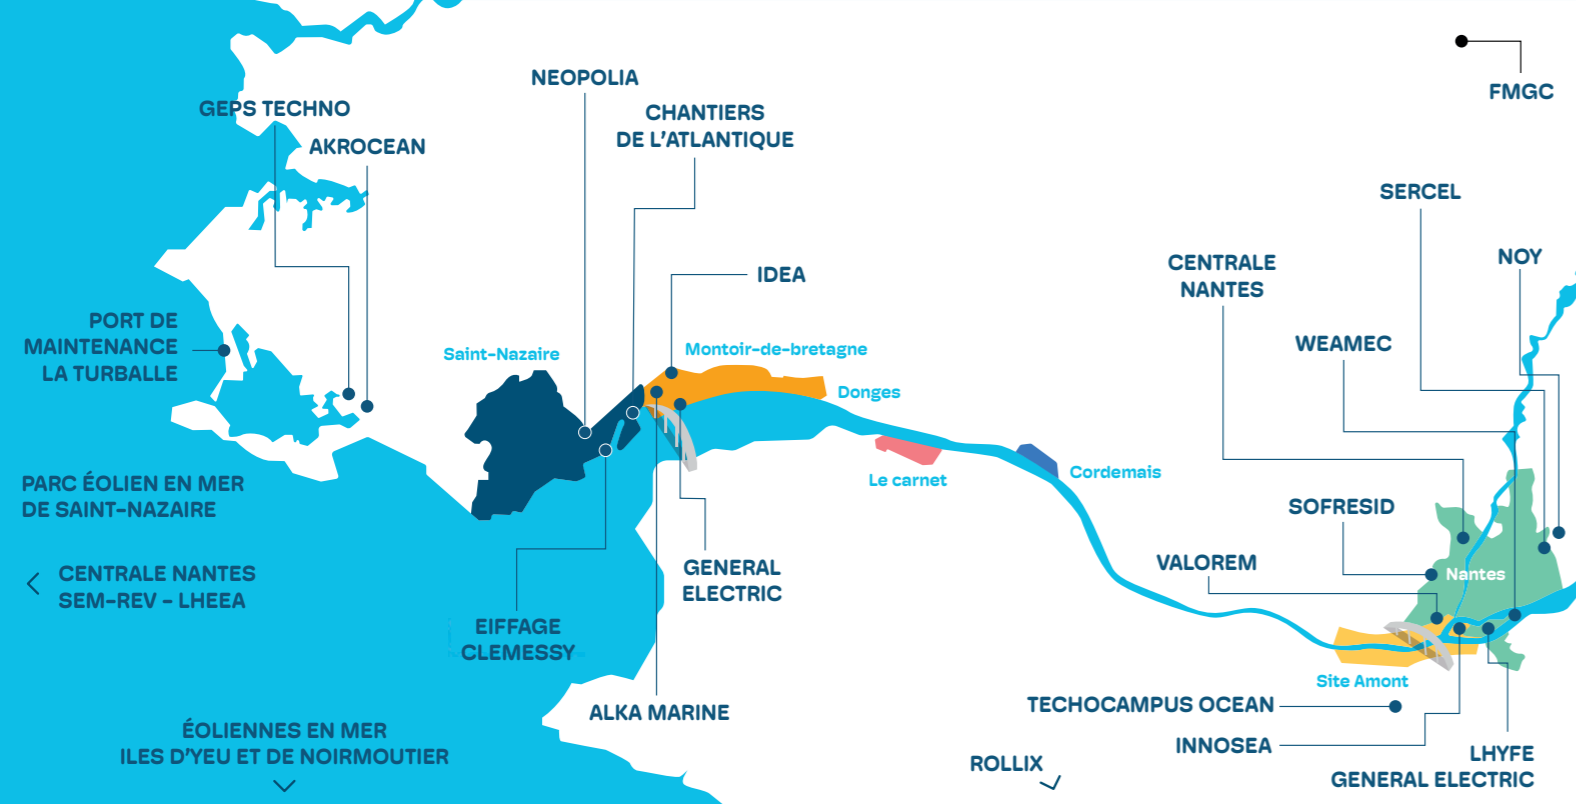 NEOPOLIA
FMGC
GEPS TECHNO
CHANTIERS
DE L'ATLANTIQUE
AKROCEAN
SERCEL
NOY
CENTRALE
NANTES
IDEA
PORT DE
MAINTENANCE
LA TURBALLE
WEAMEC
Saint-Nazaire
Montoir-de-bretagne
Donges
Le carnet
Cordemais
PARC ÉOLIEN EN MER
DE SAINT-NAZAIRE
SOFRESID
VALOREM
Nantes
CENTRALE NANTES
SEM-REV - LHEEA
GENERAL
ELECTRIC
EIFFAGE
CLEMESSY
Site Amont
TECHOCAMPUS OCEAN
ALKA MARINE
ÉOLIENNES EN MER
ILES D'YEU ET DE NOIRMOUTIER
INNOSEA
ROLLIX
LHYFE
GENERAL ELECTRIC